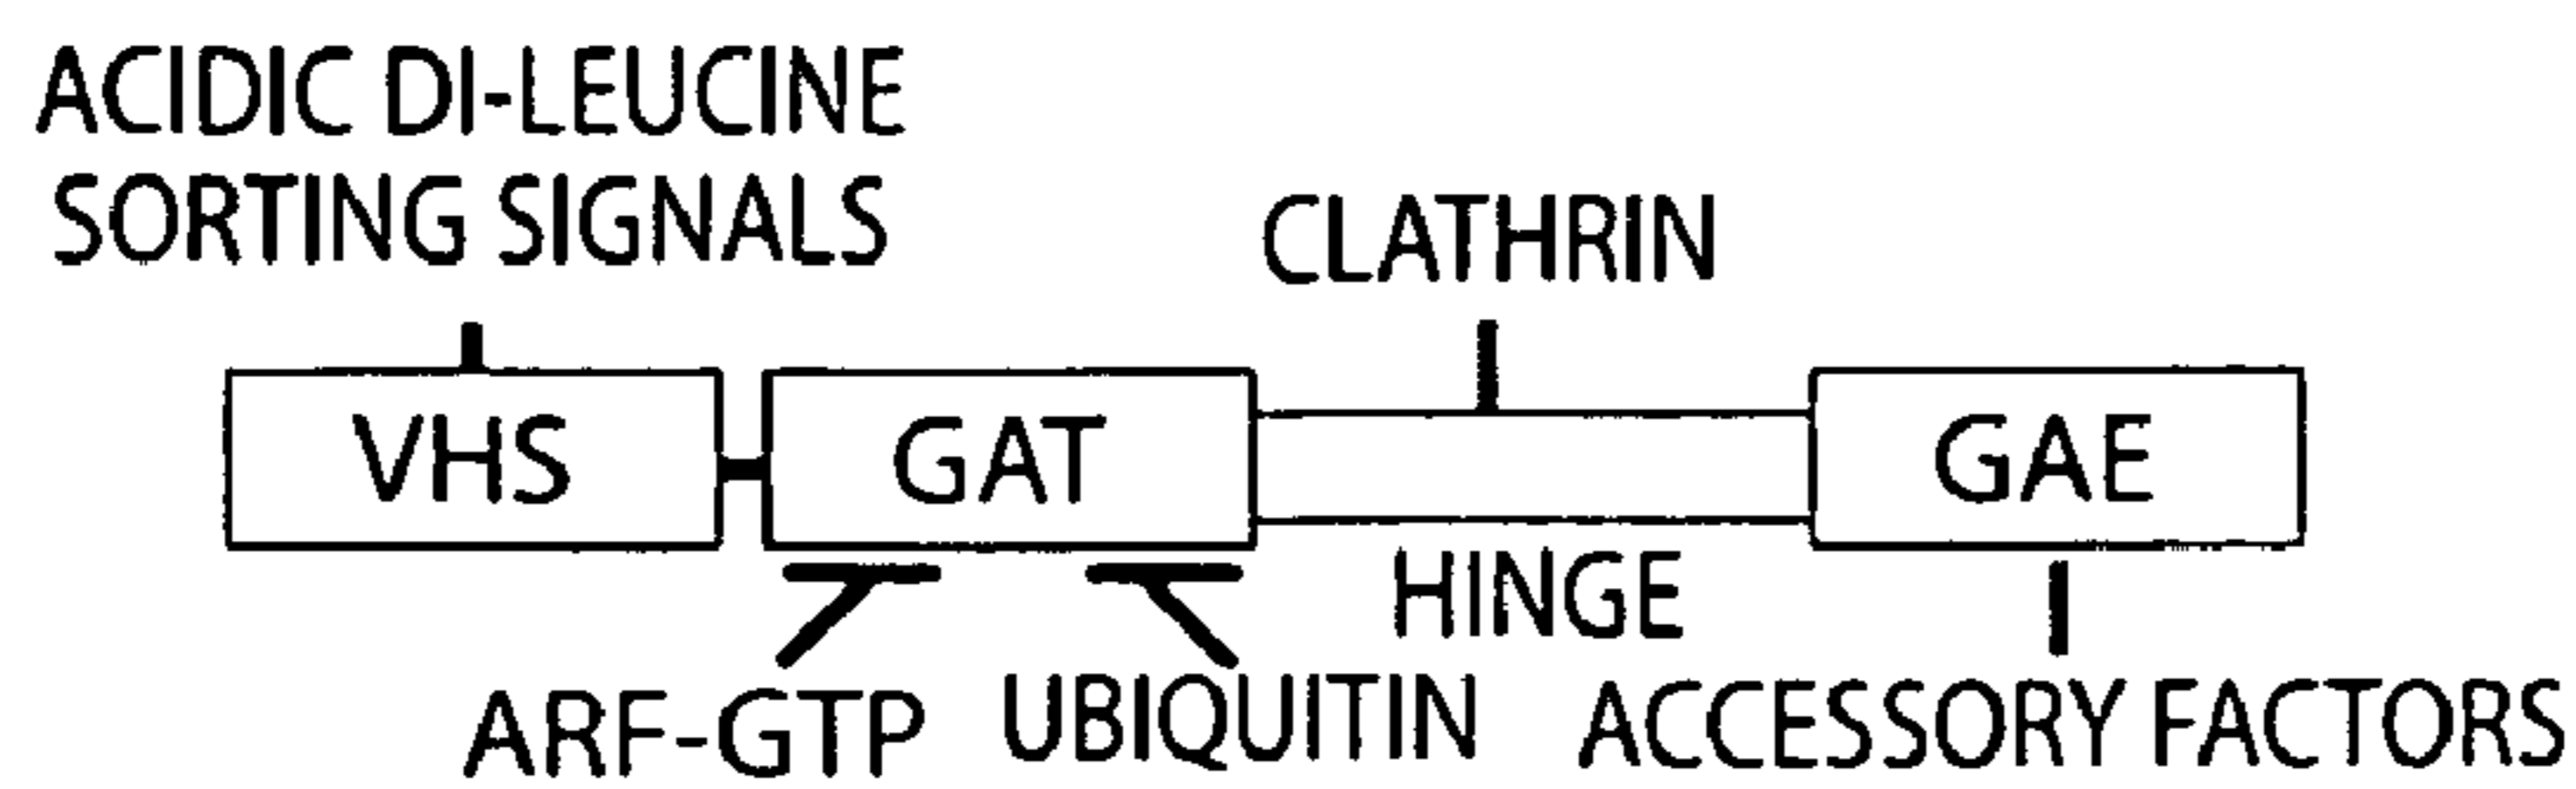 ACIDIC DI-LEUCINE
SORTING SIGNALS
CLATHRIN
VHS
GAT
GAE
HINGE
ARF-GTP
UBIQUITIN
ACCESSORY FACTORS